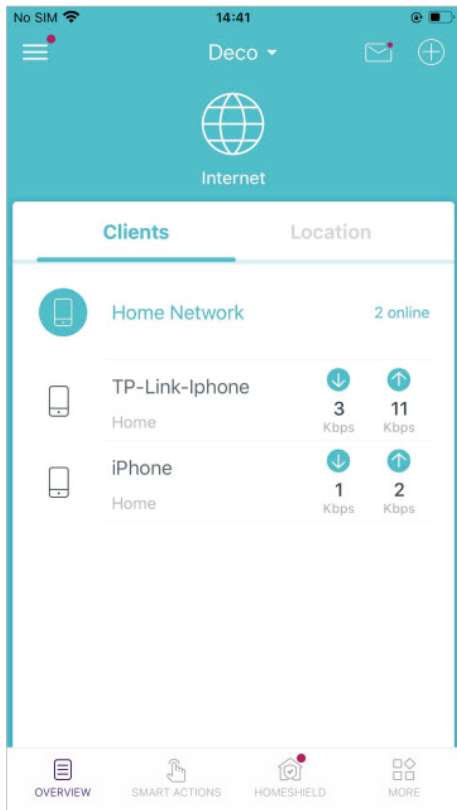 No SIM 14:41
Deco
Internet
Clients Location
Home Network 2 online
TP-Link-Iphone
Home
3 11
Kbps Kbps
iPhone
Home
1 2
Kbps Kbps
OVERVIEW SMART ACTIONS HOMESHIELD MORE